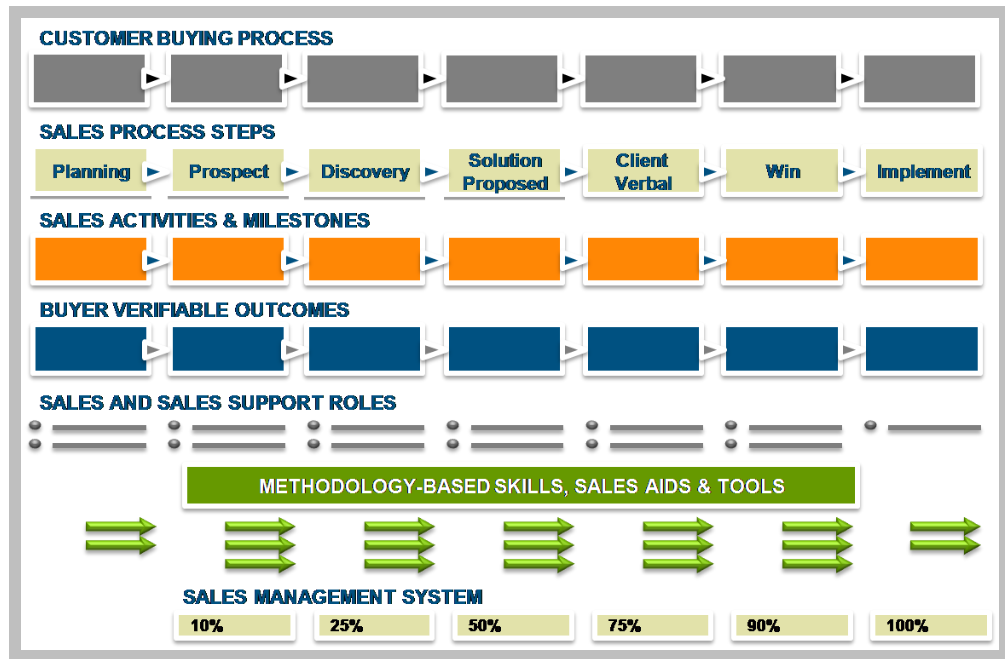 CUSTOMER BUYING PROCESS
SALES PROCESS STEPS
Planning
Prospect
Discovery
Solution
Proposed
Client
Verbal
Win
Implement
SALES ACTIVITIES & MILESTONES
BUYER VERIFIABLE OUTCOMES
SALES AND SALES SUPPORT ROLES
METHODOLOGY-BASED SKILLS, SALES AIDS & TOOLS
SALES MANAGEMENT SYSTEM
10%
25%
50%
75%
90%
100%